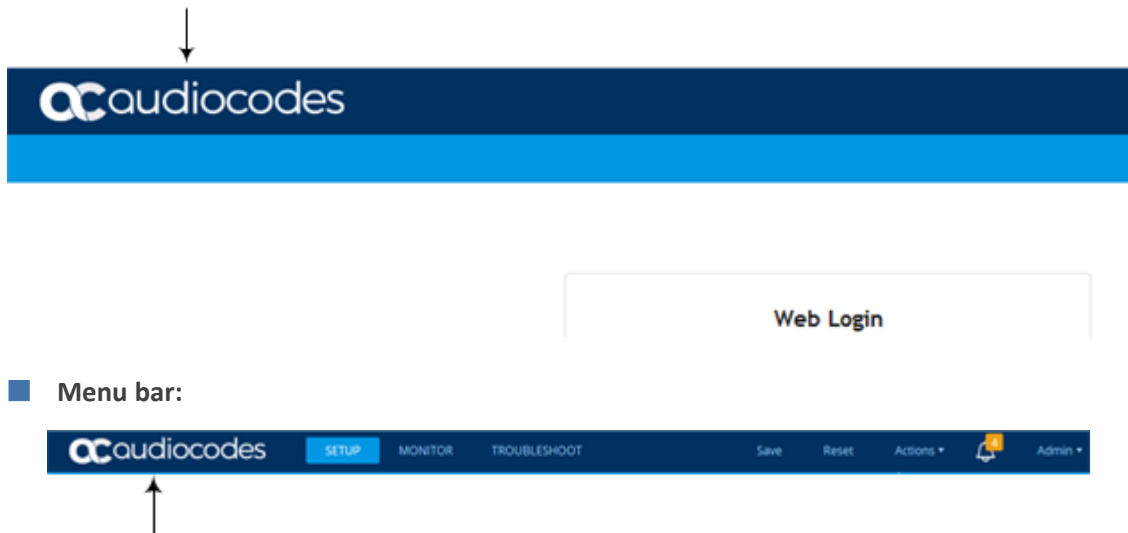 audiocodes
Web Login
Menu bar:
audiocodes SETUP MONITOR TROUBLESHOOT Save Reset Actions 4 Admin